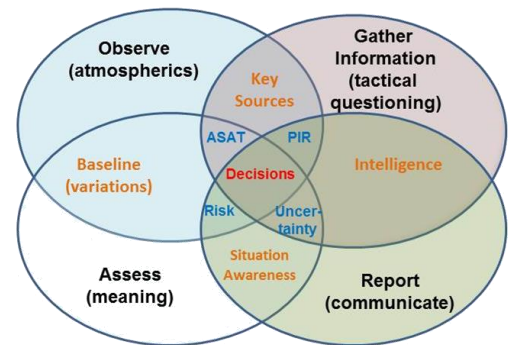 Observe
(atmospherics)
Gather
Information
(tactical
questioning)
Key
Sources
ASAT
PIR
Baseline
(variations)
Decisions
Intelligence
Risk
Uncer-
tainty
Situation
Awareness
Assess
(meaning)
Report
(communicate)